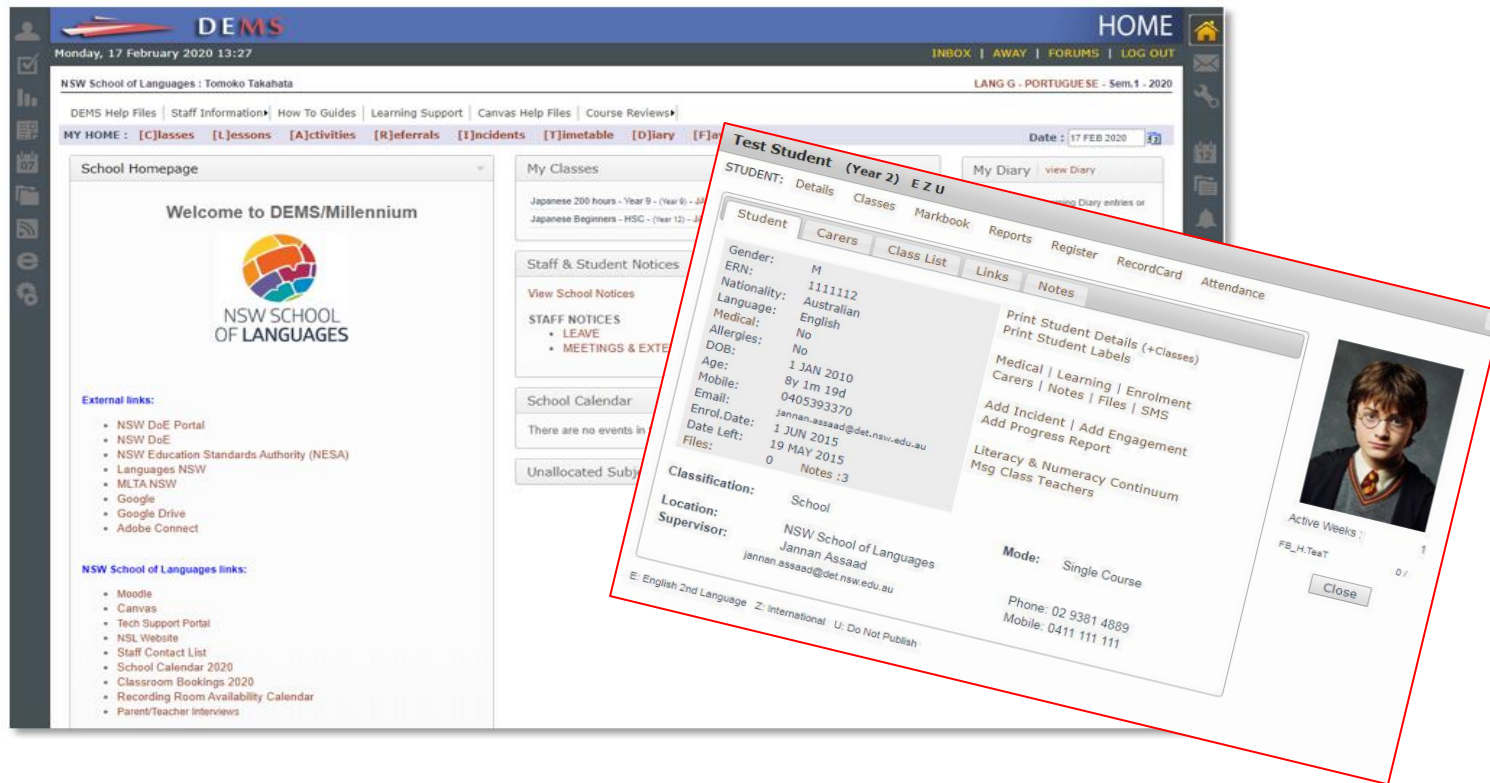 DEMS
HOME
Monday, 17 February 2020 13:27
INBOX | AWAY | FORUMS | LOG OUT
NSW School of Languages : Tomoko Takahata
LANG G - PORTUGUESE - Sem.1 - 2020
DEMS Help Files | Staff Information | How To Guides | Learning Support | Canvas Help Files | Course Reviews
MY HOME : [C]lasses [L]essons [A]ctivities [R]eferrals [I]ncidents [T]imetable [D]iary
Date : 17 FEB 2020
School Homepage
Welcome to DEMS/Millennium
NSW SCHOOL
OF LANGUAGES
External links:
• NSW DoE Portal
• NSW DoE
• NSW Education Standards Authority (NESA)
• Languages NSW
• MLTA NSW
• Google
• Google Drive
• Adobe Connect
NSW School of Languages links:
• Moodle
• Canvas
• Tech Support Portal
• NSL Website
• Staff Contact List
• School Calendar 2020
• Classroom Bookings 2020
• Recording Room Availability Calendar
• Parent/Teacher Interviews
My Classes
Japanese 200 hours - Year 9 - (Year 9) -
Japanese Beginners - HSC - (Year 12) -
Staff & Student Notices
View School Notices
STAFF NOTICES
• LEAVE
• MEETINGS &
School Calendar
There are no events in
Unallocated
My Diary view Diary
Diary entries or
Test Student (Year 2) E Z U
STUDENT: Details Classes Markbook Reports Register RecordCard Attendance
Student Carers Class List Links Notes
Gender: M
ERN: 1111112
Nationality: Australian
Language: English
Medical: No
Allergies: No
DOB: 1 JAN 2010
Age: 8y 1m 19d
Mobile: 0405393370
Email: jannan.assaad@det.nsw.edu.au
Enrol.Date: 1 JUN 2015
Date Left: 19 MAY 2015
Files: 0 Notes :3
Print Student Details (+Classes)
Print Student Labels
Medical | Learning | Enrolment
Carers | Notes | Files | SMS
Add Incident | Add Engagement
Add Progress Report
Literacy & Numeracy Continuum
Msg Class Teachers
Classification: School
Location: NSW School of Languages
Supervisor: Jannan Assaad
jannan.assaad@det.nsw.edu.au
Mode: Single Course
Phone: 02 9381 4889
Mobile: 0411 111 111
Active Weeks : 1
FB_H.TeaT 0 /
Close
E: English 2nd Language Z: International U: Do Not Publish